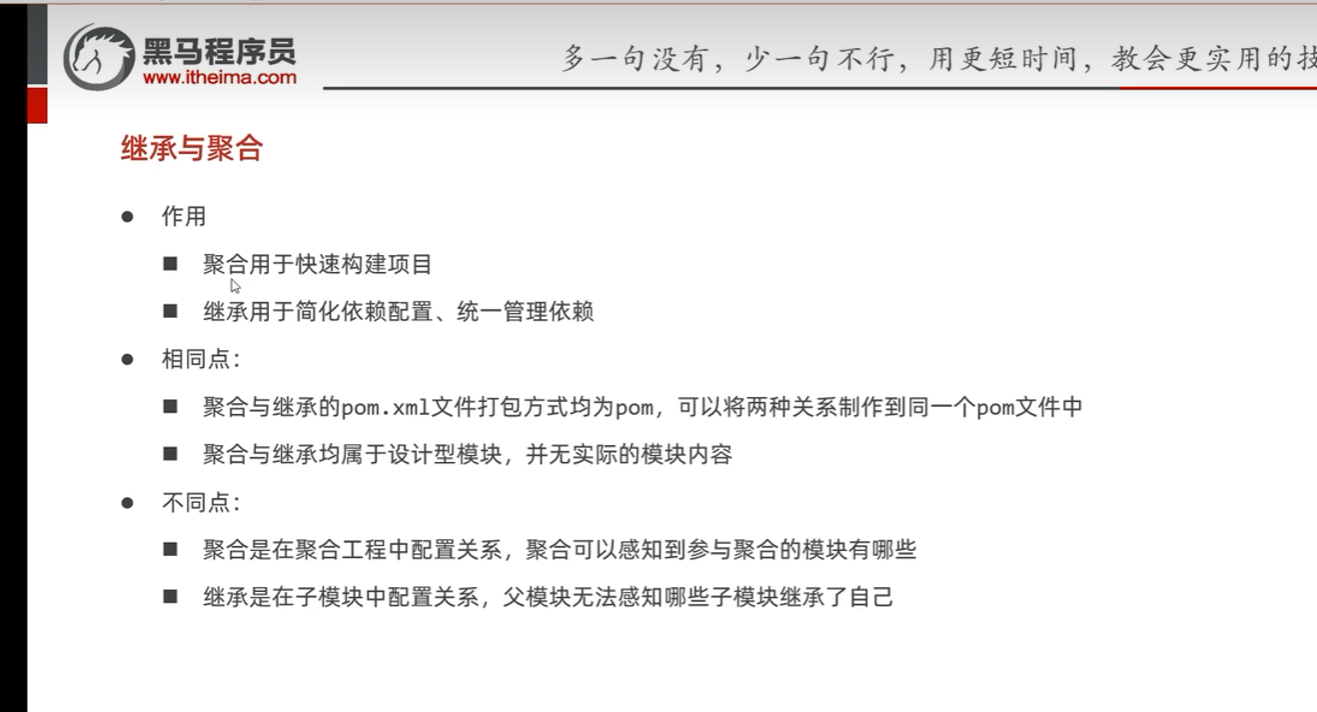 黑马程序员
www.itheima.com
多一句没有，少一句不行，用更短时间，教会更实用的技
继承与聚合
● 作用
■ 聚合用于快速构建项目
■ 继承用于简化依赖配置、统一管理依赖
● 相同点：
■ 聚合与继承的pom.xml文件打包方式均为pom，可以将两种关系制作到同一个pom文件中
■ 聚合与继承均属于设计型模块，并无实际的模块内容
● 不同点：
■ 聚合是在聚合工程中配置关系，聚合可以感知到参与聚合的模块有哪些
■ 继承是在子模块中配置关系，父模块无法感知哪些子模块继承了自己